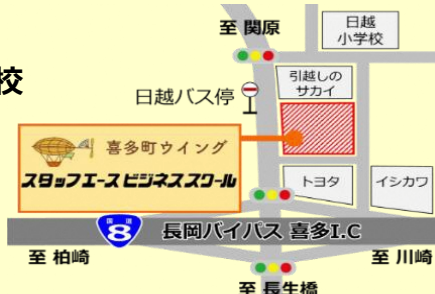 至 関原
日越
小学校
校
引越しの
サカイ
日越バス停
喜多町ウイング
スタッフエース ビジネススクール
トヨタ
イシカワ
国道
8
長岡バイパス 喜多I.C
至 柏崎
至 川崎
至 長生橋